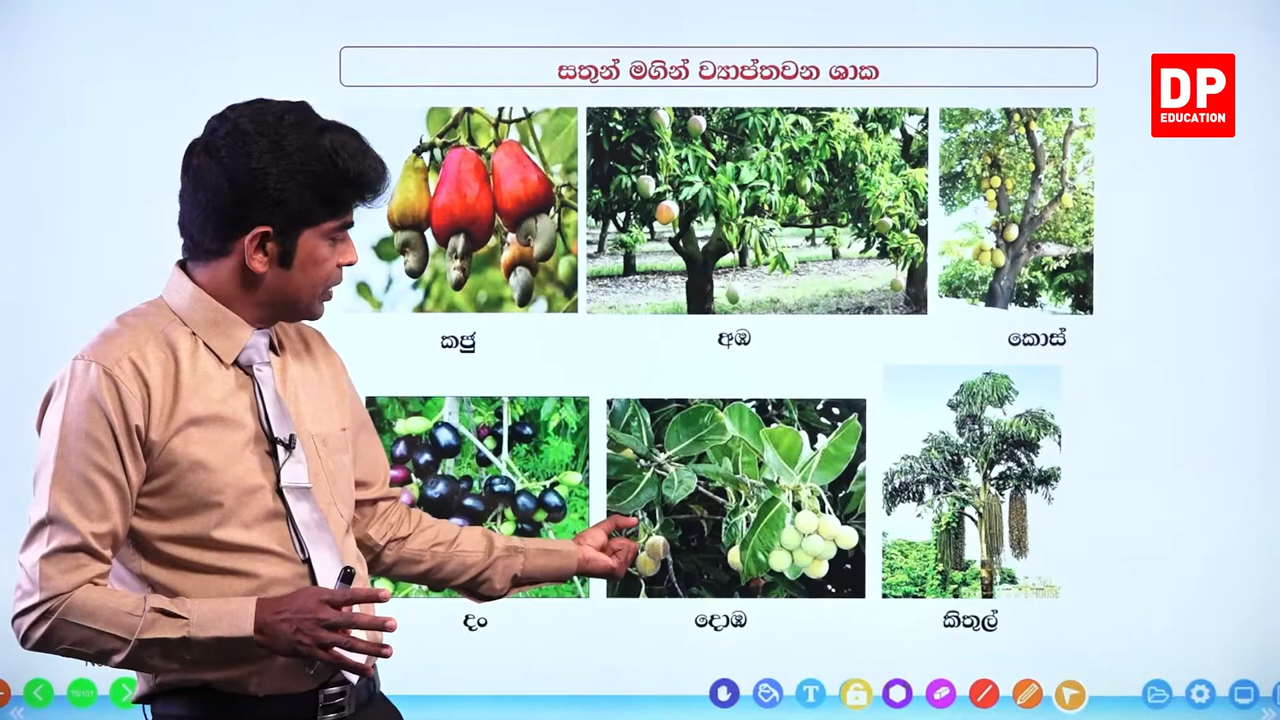 සතුන් මගින් ව්‍යාප්තවන ශාක
DP
EDUCATION
කජු
අඹ
කොස්
දං
දොඹ
කිතුල්
T